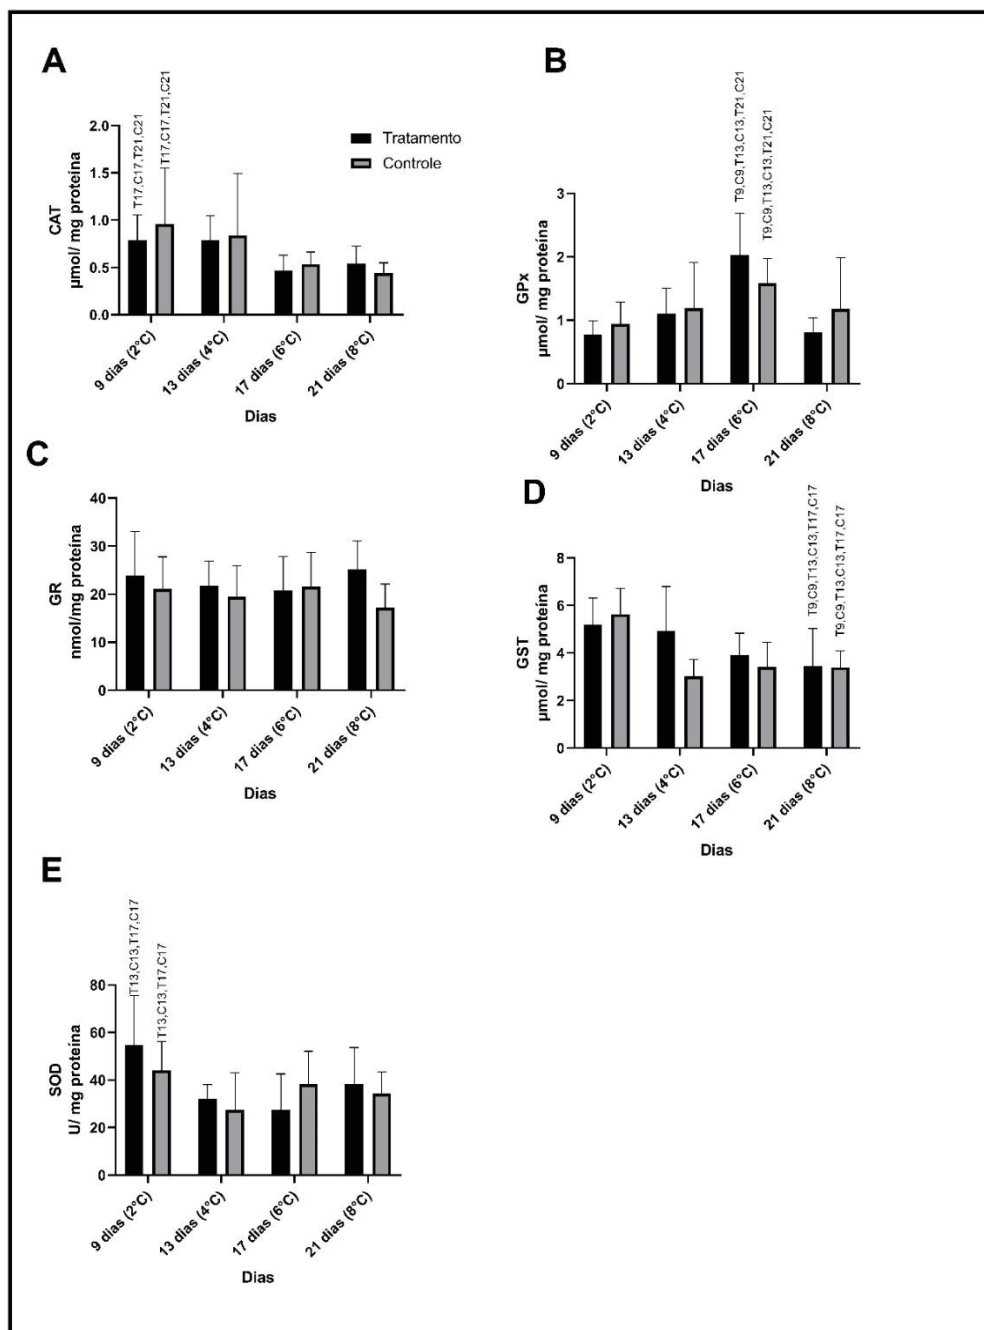 A
T17,C17,T21,C21
T17,C17,T21,C21
2.0
1.5
1.0
0.5
0.0
CAT
µmol/ mg proteína
Tratamento
Controle
9 dias (2°C)
13 dias (4°C)
17 dias (6°C)
21 dias (8°C)
Dias
B
T9,C9,T13,C13,T21,C21
T9,C9,T13,C13,T21,C21
3
2
1
0
GPx
µmol/ mg proteína
9 dias (2°C)
13 dias (4°C)
17 dias (6°C)
21 dias (8°C)
Dias
C
40
30
20
10
0
GR
nmol/mg proteína
9 dias (2°C)
13 dias (4°C)
17 dias (6°C)
21 dias (8°C)
Dias
D
T9,C9,T13,C13,T17,C17
T9,C9,T13,C13,T17,C17
8
6
4
2
0
GST
µmol/ mg proteína
9 dias (2°C)
13 dias (4°C)
17 dias (6°C)
21 dias (8°C)
Dias
E
T13,C13,T17,C17
T13,C13,T17,C17
80
60
40
20
0
SOD
U/ mg proteína
9 dias (2°C)
13 dias (4°C)
17 dias (6°C)
21 dias (8°C)
Dias